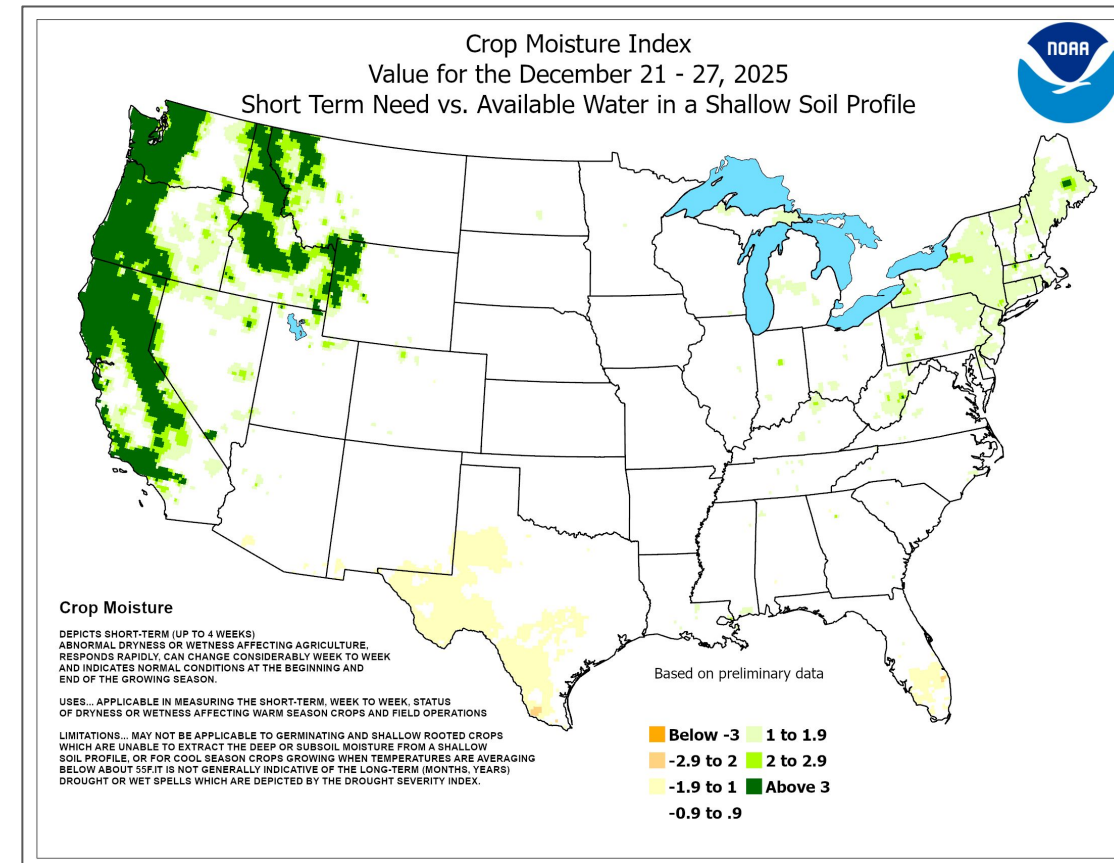 Crop Moisture Index
Value for the December 21 - 27, 2025
Short Term Need vs. Available Water in a Shallow Soil Profile
NOAA
Crop Moisture
DEPICTS SHORT-TERM (UP TO 4 WEEKS)
ABNORMAL DRYNESS OR WETNESS AFFECTING AGRICULTURE,
RESPONDS RAPIDLY, CAN CHANGE CONSIDERABLY WEEK TO WEEK
AND INDICATES NORMAL CONDITIONS AT THE BEGINNING AND
END OF THE GROWING SEASON.
USES... APPLICABLE IN MEASURING THE SHORT-TERM, WEEK TO WEEK, STATUS
OF DRYNESS OR WETNESS AFFECTING WARM SEASON CROPS AND FIELD OPERATIONS
LIMITATIONS... MAY NOT BE APPLICABLE TO GERMINATING AND SHALLOW ROOTED CROPS
WHICH ARE UNABLE TO EXTRACT THE DEEP OR SUBSOIL MOISTURE FROM A SHALLOW
SOIL PROFILE, OR FOR COOL SEASON CROPS GROWING WHEN TEMPERATURES ARE AVERAGING
BELOW ABOUT 55F.IT IS NOT GENERALLY INDICATIVE OF THE LONG-TERM (MONTHS, YEARS)
DROUGHT OR WET SPELLS WHICH ARE DEPICTED BY THE DROUGHT SEVERITY INDEX.
Based on preliminary data
Below -3
-2.9 to 2
-1.9 to 1
-0.9 to .9
1 to 1.9
2 to 2.9
Above 3